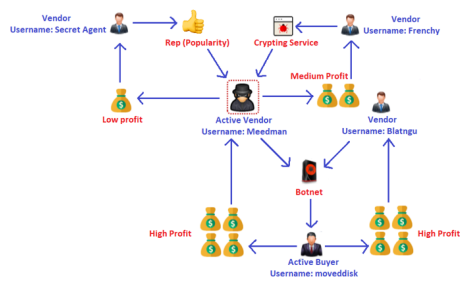 Vendor
Username: Secret Agent
Vendor
Username: Frenchy
Rep (Popularity)
Crypting Service
Medium Profit
Low profit
Active Vendor
Username: Meedman
Vendor
Username: Blatngu
Botnet
High Profit
High Profit
Active Buyer
Username: moveddisk